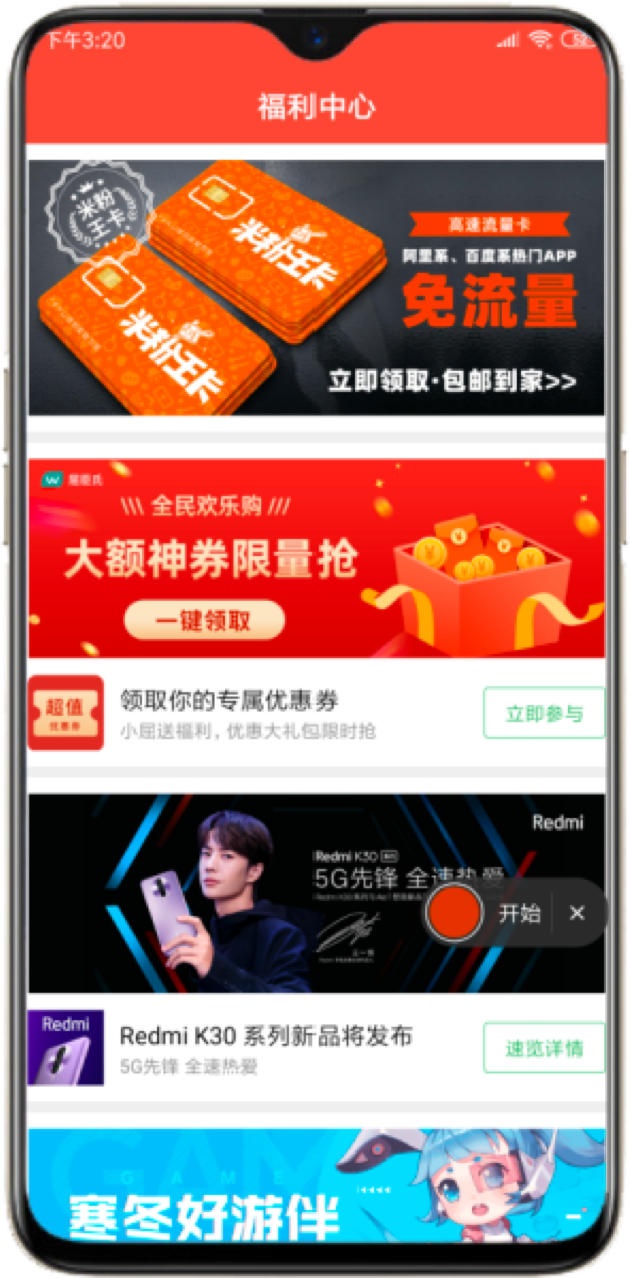 下午3:20
52
福利中心
米粉
王卡
米粉王卡
米粉王卡
高速流量卡
阿里系、百度系热门APP
免流量
立即领取·包邮到家>>
屈臣氏
\\\ 全民欢乐购 ///
大额神券限量抢
一键领取
超值
优惠券
领取你的专属优惠券
小屈送福利，优惠大礼包限时抢
立即参与
Redmi
Redmi K30
5G先锋 全速热爱
开始 ×
Redmi
Redmi K30 系列新品将发布
5G先锋 全速热爱
速览详情
GAME
寒冬好游伴